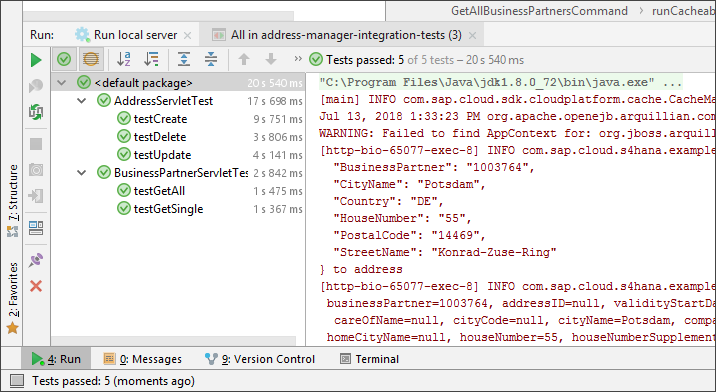 GetAllBusinessPartnersCommand runCacheab
Run: Run local server All in address-manager-integration-tests (3)
Tests passed: 5 of 5 tests – 20 s 540 ms
<default package> 20 s 540 ms
AddressServletTest 17 s 698 ms
testCreate 9 s 751 ms
testDelete 3 s 806 ms
testUpdate 4 s 141 ms
BusinessPartnerServletTes 2 s 842 ms
testGetAll 1 s 475 ms
testGetSingle 1 s 367 ms
"C:\Program Files\Java\jdk1.8.0_72\bin\java.exe" ...
[main] INFO com.sap.cloud.sdk.cloudplatform.cache.CacheMa
Jul 13, 2018 1:33:23 PM org.apache.openejb.arquillian.com
WARNING: Failed to find AppContext for: org.jboss.arquill
[http-bio-65077-exec-8] INFO com.sap.cloud.s4hana.example
"BusinessPartner": "1003764",
"CityName": "Potsdam",
"Country": "DE",
"HouseNumber": "55",
"PostalCode": "14469",
"StreetName": "Konrad-Zuse-Ring"
} to address
[http-bio-65077-exec-8] INFO com.sap.cloud.s4hana.example
businessPartner=1003764, addressID=null, validityStartDa
careOfName=null, cityCode=null, cityName=Potsdam, compa
homeCityName=null, houseNumber=55, houseNumberSupplement
7: Structure
2: Favorites
4: Run 0: Messages 9: Version Control Terminal
Tests passed: 5 (moments ago)